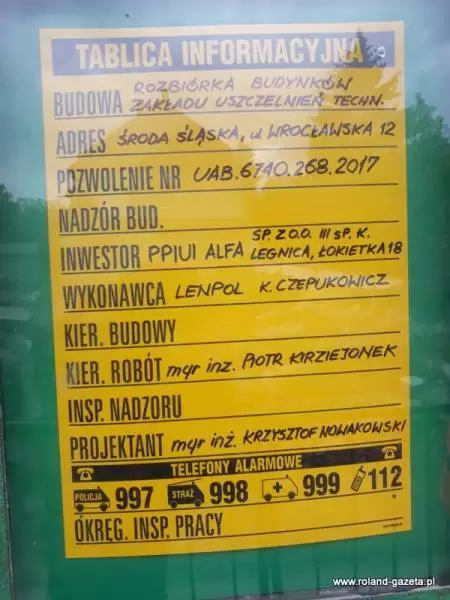 TABLICA INFORMACYJNA
BUDOWA ROZBIÓRKA BUDYNKÓW
ZAKŁADU USZCZELNIEŃ TECHN.
ADRES ŚRODA ŚLĄSKA, ul WROCŁAWSKA 12
POZWOLENIE NR UAB.6740.268.2017
NADZÓR BUD.
INWESTOR PPIUI ALFA SP. Z O.O. III SP. K.
LEGNICA, ŁOKIETKA 18
WYKONAWCA LENPOL K. CZEPUKOWICZ
KIER. BUDOWY
KIER. ROBÓT mgr inż. PIOTR KIRZIEJONEK
INSP. NADZORU
PROJEKTANT mgr inż. KRZYSZTOF NOWAKOWSKI
TELEFONY ALARMOWE
POLICJA 997 STRAŻ 998 999 112
OKRĘG. INSP. PRACY
www.roland-gazeta.pl